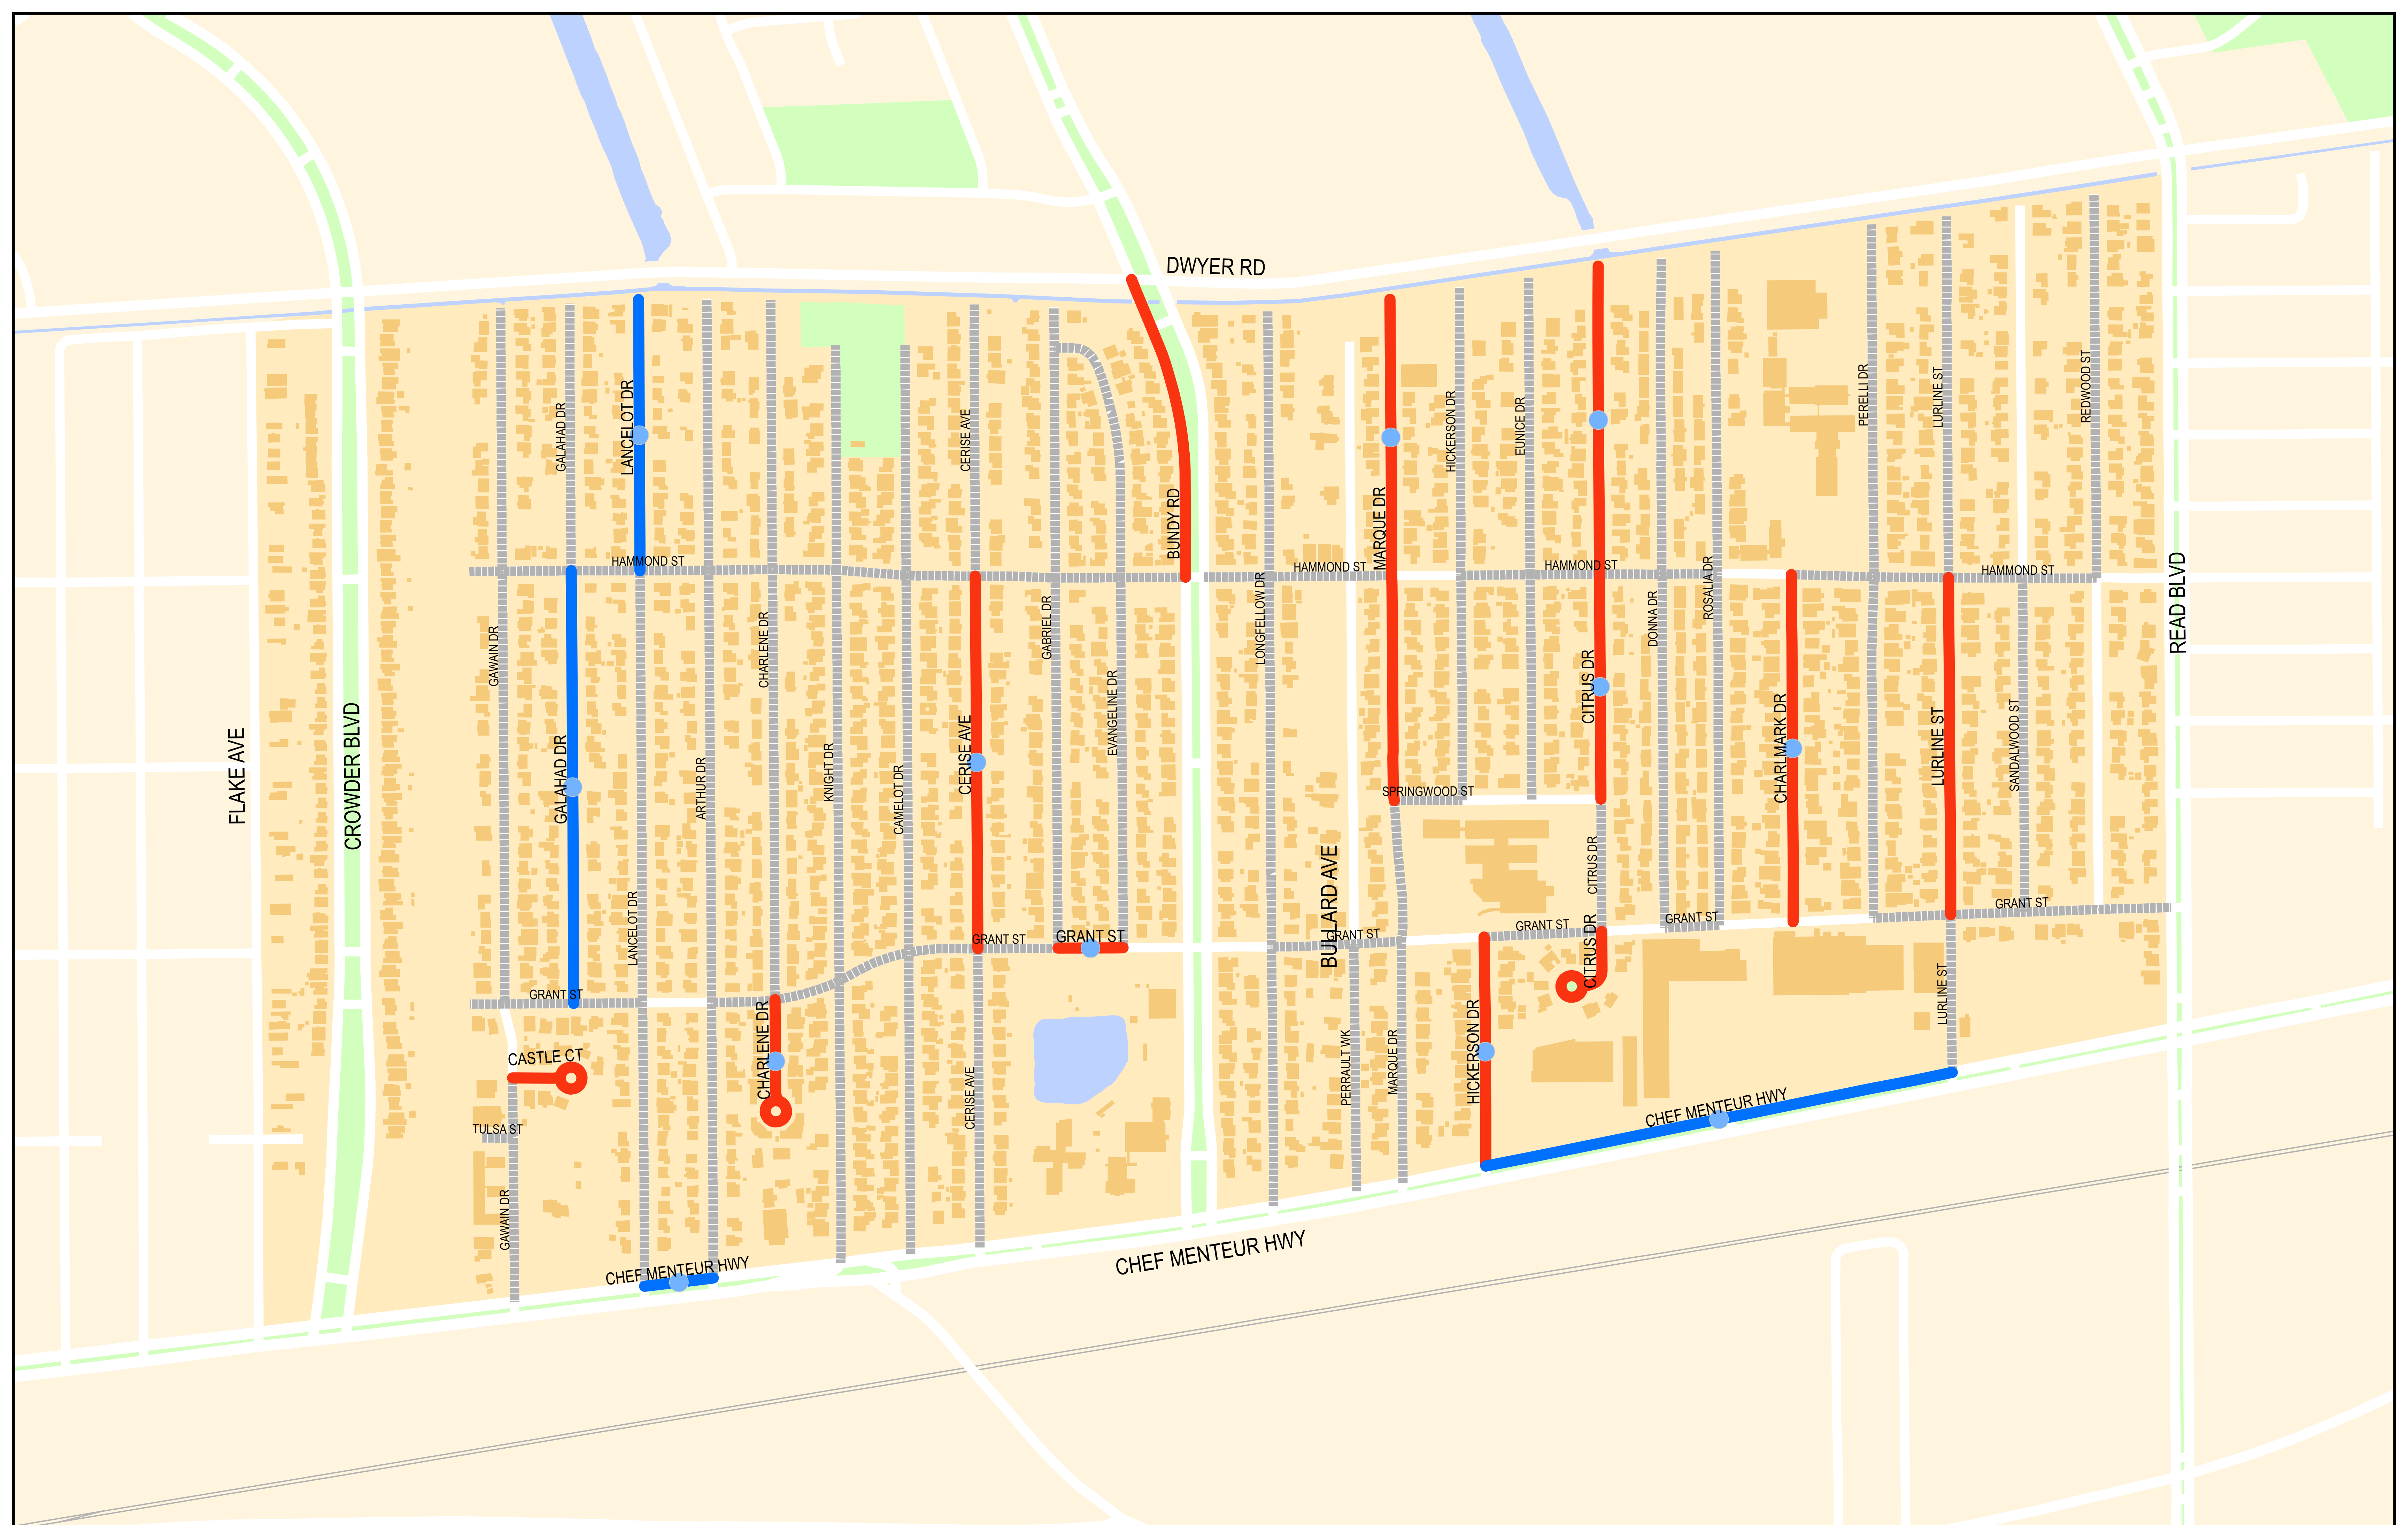 DWYER RD
GALAHAD DR
LANCELOT DR
CERISE AVE
BUNDY RD
MARQUE DR
HICKERSON DR
EUNICE DR
PERELLI DR
LURLINE ST
REDWOOD ST
HAMMOND ST
HAMMOND ST
HAMMOND ST
HAMMOND ST
GAWAIN DR
CHARLENE DR
GABRIEL DR
EVANGELINE DR
LONGFELLOW DR
CITRUS DR
DONNA DR
ROSALIA DR
READ BLVD
FLAKE AVE
CROWDER BLVD
GALAHAD DR
ARTHUR DR
KNIGHT DR
CAMELOT DR
CERISE AVE
SPRINGWOOD ST
CHARLMARK DR
LURLINE ST
SANDALWOOD ST
LANCELOT DR
BULLARD AVE
CITRUS DR
GRANT ST
GRANT ST
GRANT ST
GRANT ST
GRANT ST
GRANT ST
GRANT ST
CITRUS DR
CASTLE CT
CHARLENE DR
CERISE AVE
PERRAULT WK
MARQUE DR
HICKERSON DR
LURLINE ST
TULSA ST
GAWAIN DR
CHEF MENTEUR HWY
CHEF MENTEUR HWY
CHEF MENTEUR HWY